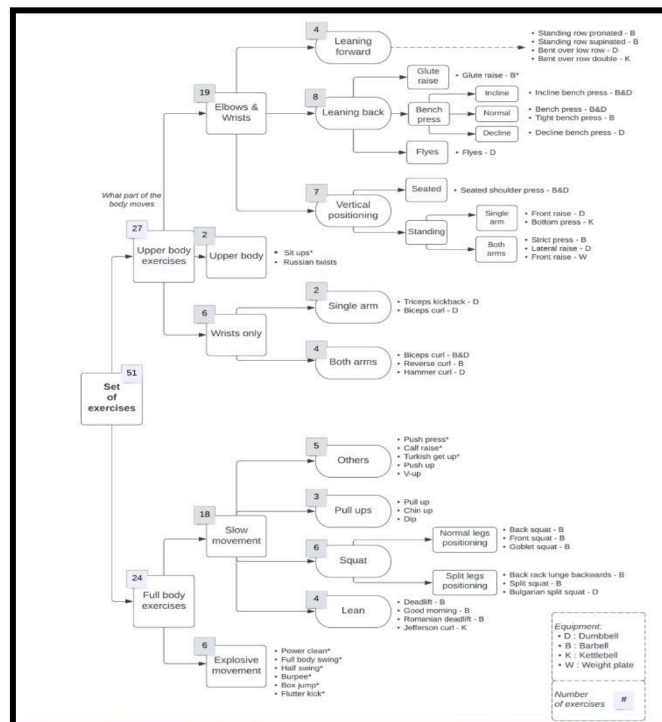 4
Leaning
forward
• Standing row pronated - B
• Standing row supinated - B
• Bent over low row - D
• Bent over row double - K
19
Elbows &
Wrists
8
Leaning back
Glute
raise
• Glute raise - B*
Bench
press
Incline
• Incline bench press - B&D
Normal
• Bench press - B&D
• Tight bench press - B
Decline
• Decline bench press - D
Flyes
• Flyes - D
What part of the
body moves
7
Vertical
positioning
Seated
• Seated shoulder press - B&D
Standing
Single
arm
• Front raise - D
• Bottom press - K
Both
arms
• Strict press - B
• Lateral raise - D
• Front raise - W
27
Upper body
exercises
2
Upper body
• Sit ups*
• Russian twists
6
Wrists only
2
Single arm
• Triceps kickback - D
• Biceps curl - D
4
Both arms
• Biceps curl - B&D
• Reverse curl - B
• Hammer curl - D
51
Set
of
exercises
5
Others
• Push press*
• Calf raise*
• Turkish get up*
• Push up
• V-up
18
Slow
movement
3
Pull ups
• Pull up
• Chin up
• Dip
6
Squat
Normal legs
positioning
• Back squat - B
• Front squat - B
• Goblet squat - B
Split legs
positioning
• Back rack lunge backwards - B
• Split squat - B
• Bulgarian split squat - D
24
Full body
exercises
4
Lean
• Deadlift - B
• Good morning - B
• Romanian deadlift - B
• Jefferson curl - K
6
Explosive
movement
• Power clean*
• Full body swing*
• Half swing*
• Burpee*
• Box jump*
• Flutter kick*
Equipment:
• D : Dumbbell
• B : Barbell
• K : Kettlebell
• W : Weight plate
Number
of exercises
#